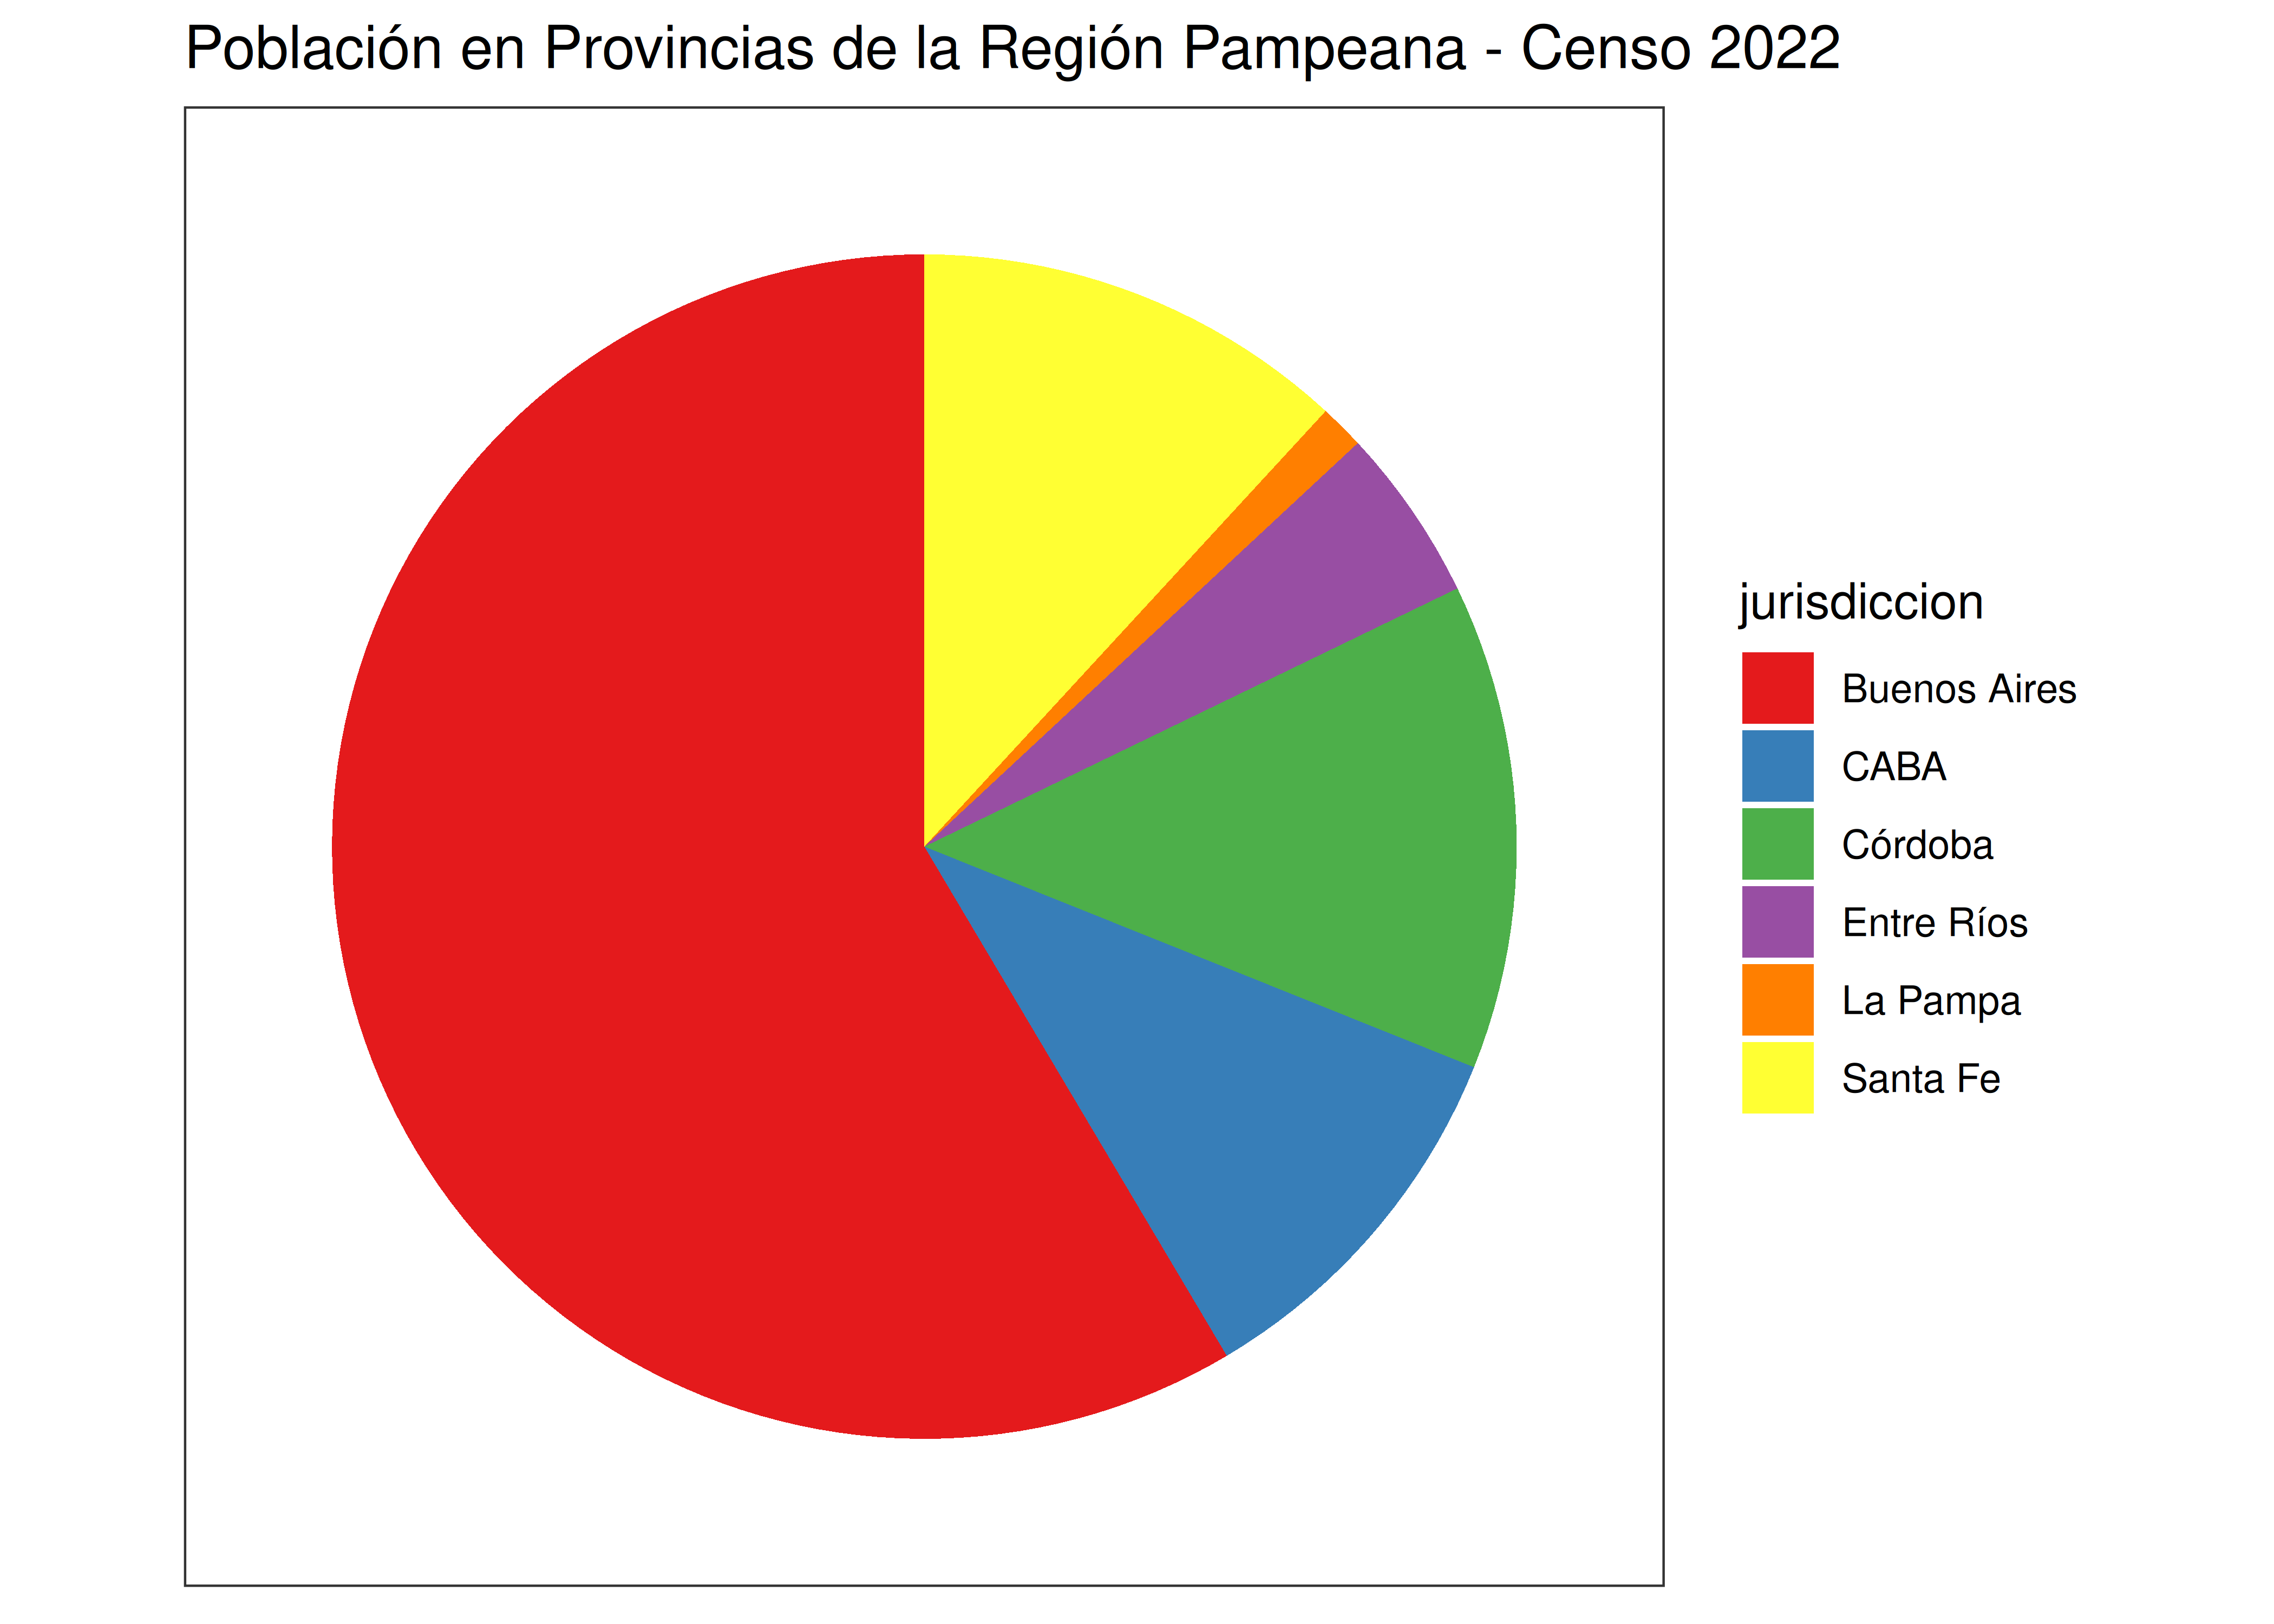 Población en Provincias de la Región Pampeana - Censo 2022
jurisdiccion
Buenos Aires
CABA
Córdoba
Entre Ríos
La Pampa
Santa Fe